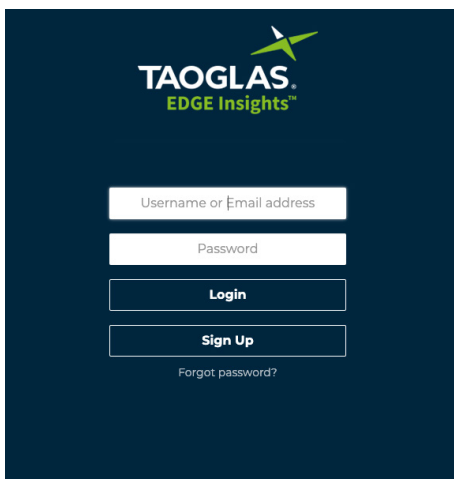 TAOGLAS®
EDGE Insights™
Username or Email address
Password
Login
Sign Up
Forgot password?